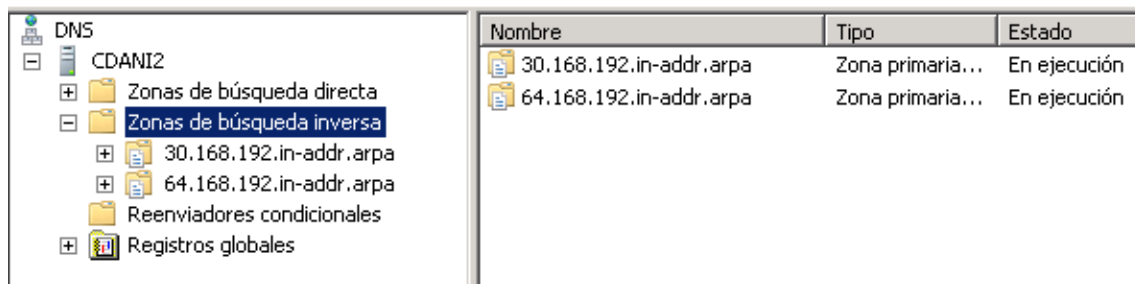 DNS
CDANI2
Zonas de búsqueda directa
Zonas de búsqueda inversa
30.168.192.in-addr.arpa
64.168.192.in-addr.arpa
Reenviadores condicionales
Registros globales
Nombre Tipo Estado
30.168.192.in-addr.arpa Zona primaria... En ejecución
64.168.192.in-addr.arpa Zona primaria... En ejecución